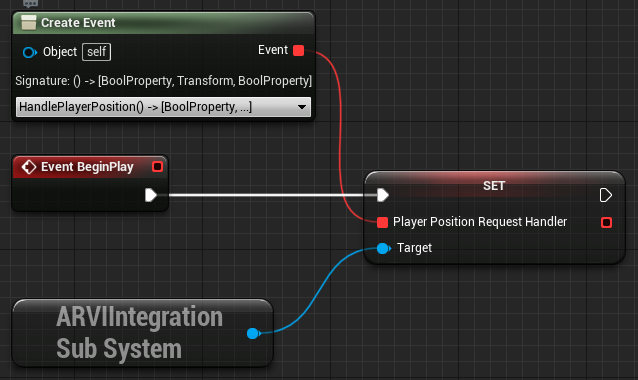 Create Event
Object self
Event
Signature: () -> [BoolProperty, Transform, BoolProperty]
HandlePlayerPosition() -> [BoolProperty, ...]
Event BeginPlay
SET
Player Position Request Handler
Target
ARVIIntegration
Sub System